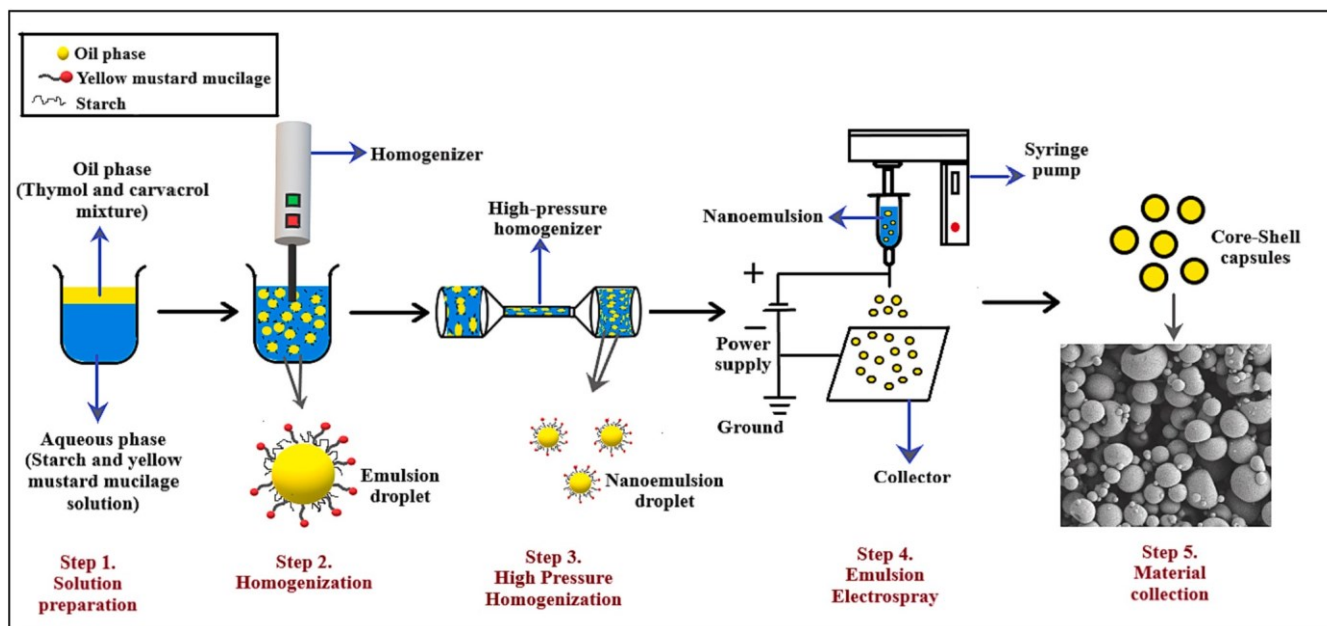 Oil phase
Yellow mustard mucilage
Starch
Oil phase
(Thymol and carvacrol
mixture)
Aqueous phase
(Starch and yellow
mustard mucilage
solution)
Step 1.
Solution
preparation
Homogenizer
Emulsion
droplet
Step 2.
Homogenization
High-pressure
homogenizer
Nanoemulsion
droplet
Step 3.
High Pressure
Homogenization
Syringe
pump
Nanoemulsion
+
−
Power
supply
Ground
Collector
Step 4.
Emulsion
Electrospray
Core-Shell
capsules
Step 5.
Material
collection